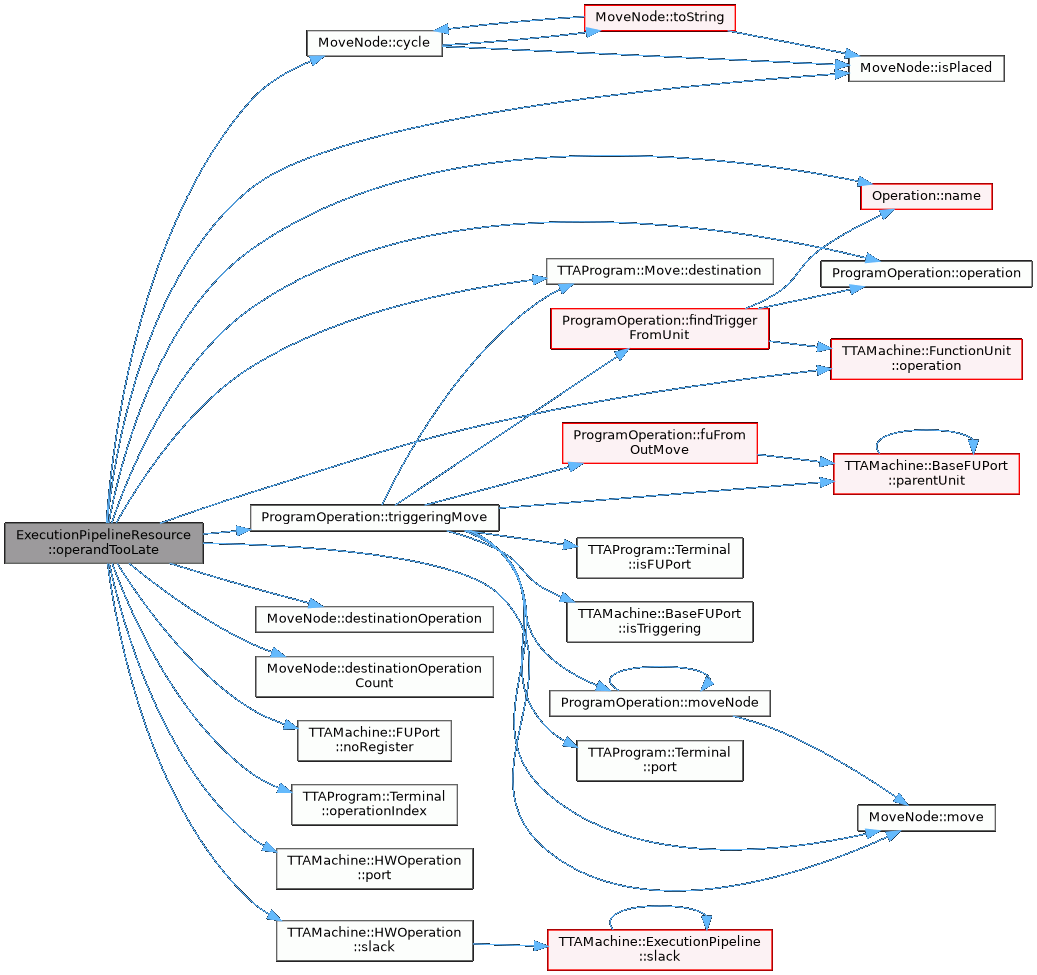 MoveNode::toString
MoveNode::cycle
MoveNode::isPlaced
Operation::name
TTAProgram::Move::destination
ProgramOperation::operation
ProgramOperation::findTrigger
FromUnit
TTAMachine::FunctionUnit
::operation
ProgramOperation::fuFrom
OutMove
TTAMachine::BaseFUPort
::parentUnit
ProgramOperation::triggeringMove
ExecutionPipelineResource
::operandTooLate
TTAProgram::Terminal
::isFUPort
MoveNode::destinationOperation
TTAMachine::BaseFUPort
::isTriggering
MoveNode::destinationOperation
Count
ProgramOperation::moveNode
TTAMachine::FUPort
::noRegister
TTAProgram::Terminal
::port
TTAProgram::Terminal
::operationIndex
MoveNode::move
TTAMachine::HWOperation
::port
TTAMachine::HWOperation
::slack
TTAMachine::ExecutionPipeline
::slack